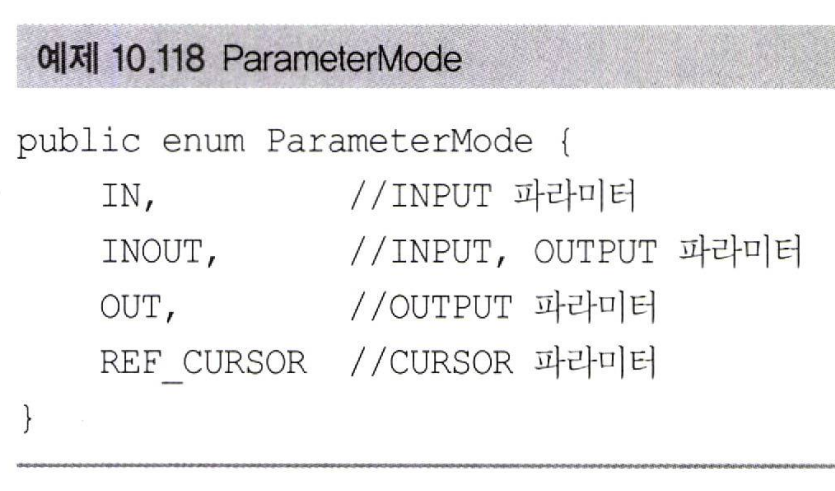 예제 10.118 ParameterMode
public enum ParameterMode {
    IN,          //INPUT 파라미터
    INOUT,       //INPUT, OUTPUT 파라미터
    OUT,         //OUTPUT 파라미터
    REF_CURSOR   //CURSOR 파라미터
}